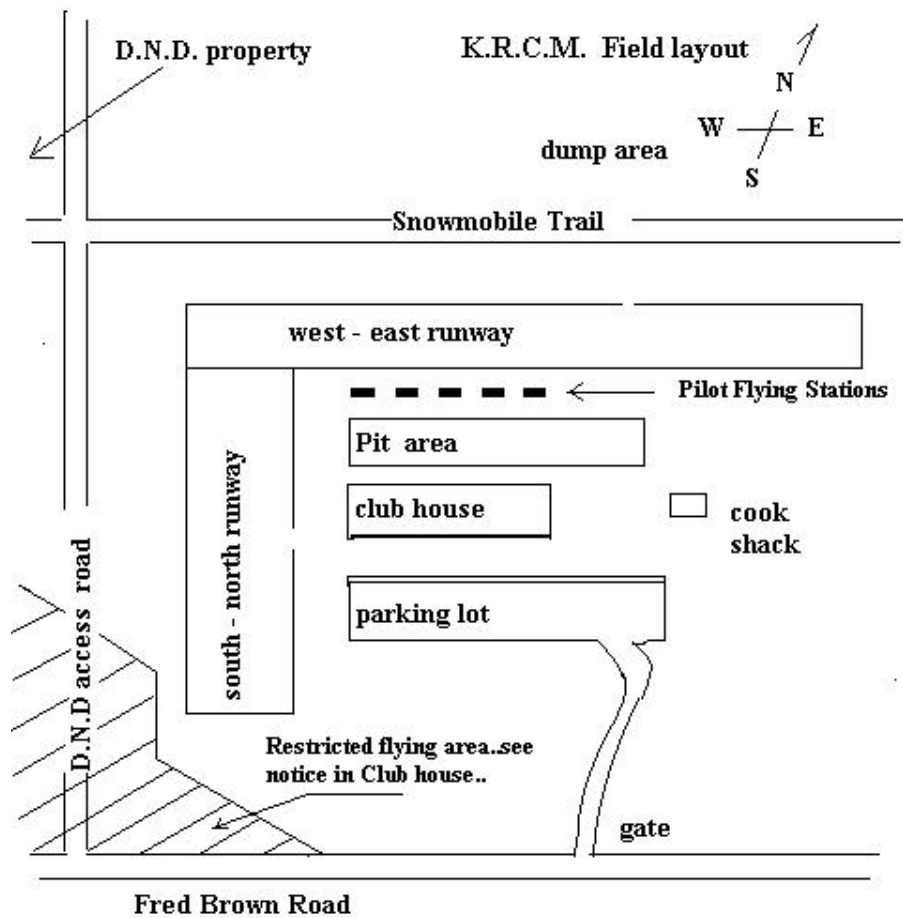 D.N.D. property
K.R.C.M. Field layout
N
W
E
S
dump area
Snowmobile Trail
west - east runway
Pilot Flying Stations
Pit area
club house
cook
shack
parking lot
south - north runway
D.N.D access road
Restricted flying area..see
notice in Club house..
gate
Fred Brown Road